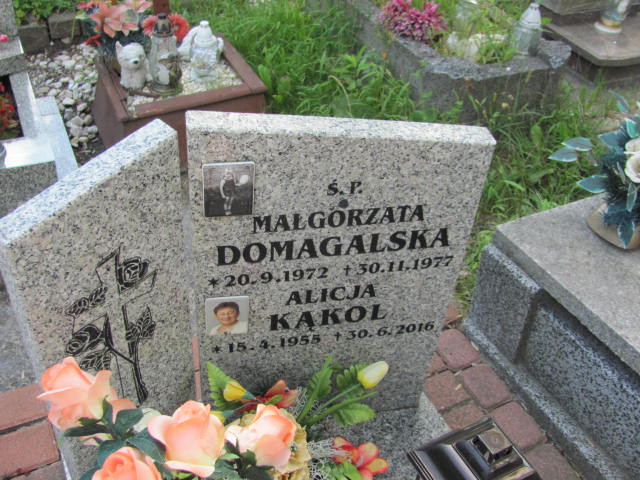 Ś. P.
MAŁGORZATA
DOMAGALSKA
*20.9.1972 †30.11.1977
ALICJA
KĄKOL
*15.4.1955 †30.6.2016